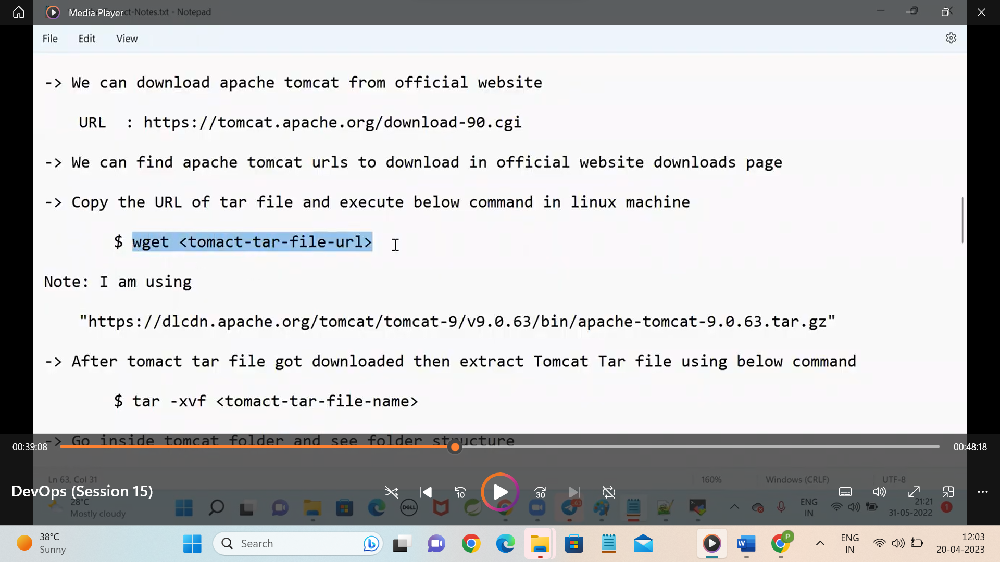 Media Player
ct-Notes.txt - Notepad
File Edit View
-> We can download apache tomcat from official website
URL : https://tomcat.apache.org/download-90.cgi
-> We can find apache tomcat urls to download in official website downloads page
-> Copy the URL of tar file and execute below command in linux machine
$ wget <tomact-tar-file-url>
Note: I am using
"https://dlcdn.apache.org/tomcat/tomcat-9/v9.0.63/bin/apache-tomcat-9.0.63.tar.gz"
-> After tomact tar file got downloaded then extract Tomcat Tar file using below command
$ tar -xvf <tomact-tar-file-name>
-> Go inside tomcat folder and see folder structure
00:39:08
00:48:18
Ln 63, Col 31
160%
Windows (CRLF)
UTF-8
DevOps (Session 15)
10
30
28°C
Mostly cloudy
DELL
63
ENG
IN
21:21
31-05-2022
1
38°C
Sunny
Search
W
P
ENG
IN
12:03
20-04-2023